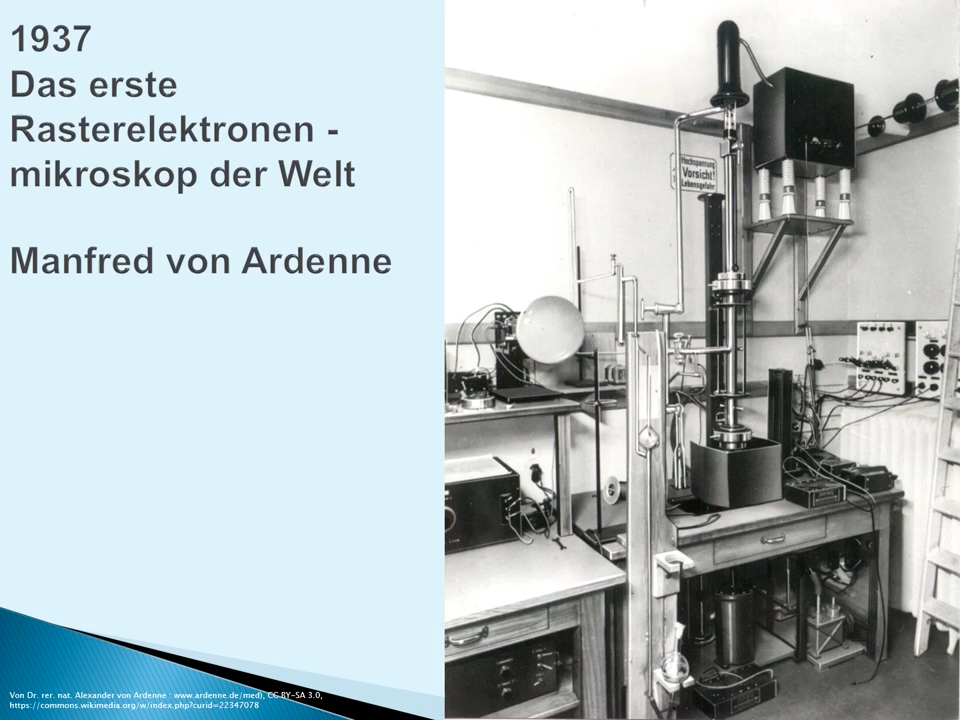 1937
Das erste
Rasterelektronen -
mikroskop der Welt
Manfred von Ardenne
Hochspannung
Vorsicht!
Lebensgefahr
Von Dr. rer. nat. Alexander von Ardenne : www.ardenne.de/med), CC BY-SA 3.0,
https://commons.wikimedia.org/w/index.php?curid=22347078